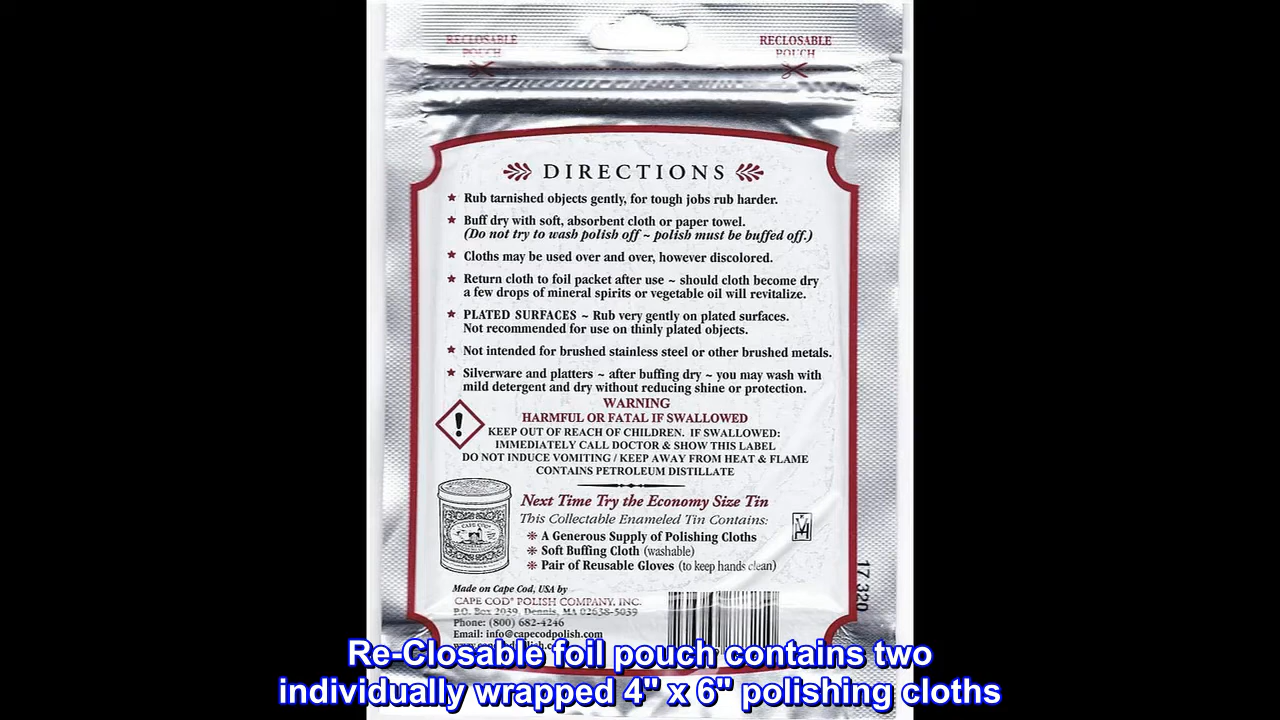 RECLOSABLE POUCH
RECLOSABLE POUCH
DIRECTIONS
★ Rub tarnished objects gently, for tough jobs rub harder.
★ Buff dry with soft, absorbent cloth or paper towel.
(Do not try to wash polish off ~ polish must be buffed off.)
★ Cloths may be used over and over, however discolored.
★ Return cloth to foil packet after use ~ should cloth become dry
a few drops of mineral spirits or vegetable oil will revitalize.
★ PLATED SURFACES ~ Rub very gently on plated surfaces.
Not recommended for use on thinly plated objects.
★ Not intended for brushed stainless steel or other brushed metals.
★ Silverware and platters ~ after buffing dry ~ you may wash with
mild detergent and dry without reducing shine or protection.
WARNING
HARMFUL OR FATAL IF SWALLOWED
KEEP OUT OF REACH OF CHILDREN. IF SWALLOWED:
IMMEDIATELY CALL DOCTOR & SHOW THIS LABEL
DO NOT INDUCE VOMITING / KEEP AWAY FROM HEAT & FLAME
CONTAINS PETROLEUM DISTILLATE
Next Time Try the Economy Size Tin
This Collectable Enameled Tin Contains:
❋ A Generous Supply of Polishing Cloths
❋ Soft Buffing Cloth (washable)
❋ Pair of Reusable Gloves (to keep hands clean)
CAPE COD
17 320
Made on Cape Cod, USA by
CAPE COD® POLISH COMPANY, INC.
P.O. Box 2039, Dennis, MA 02638-5039
Phone: (800) 682-4246
Email: info@capecodpolish.com
Re-Closable foil pouch contains two
individually wrapped 4" x 6" polishing cloths